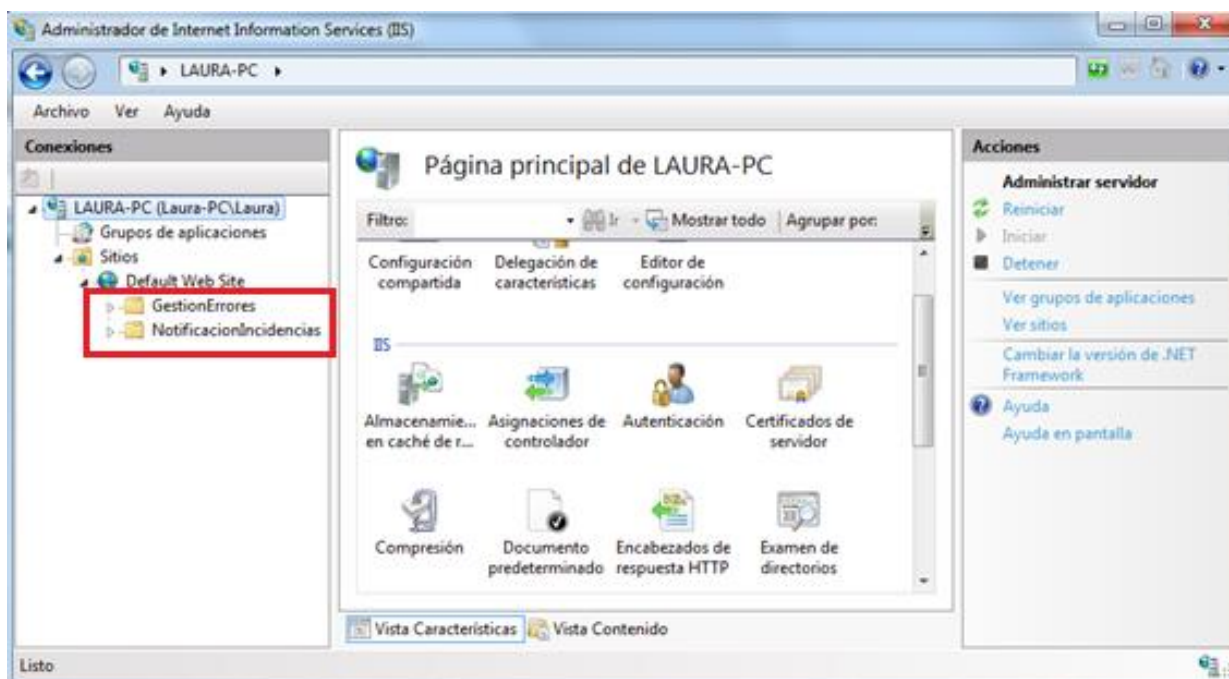 Administrador de Internet Information Services (IIS)
LAURA-PC
Archivo Ver Ayuda
Conexiones
LAURA-PC (Laura-PC\Laura)
Grupos de aplicaciones
Sitios
Default Web Site
GestionErrores
NotificacionIncidencias
Página principal de LAURA-PC
Filtro: Ir Mostrar todo Agrupar por:
Configuración compartida
Delegación de características
Editor de configuración
IIS
Almacenamie... en caché de r...
Asignaciones de controlador
Autenticación
Certificados de servidor
Compresión
Documento predeterminado
Encabezados de respuesta HTTP
Examen de directorios
Vista Características Vista Contenido
Acciones
Administrar servidor
Reiniciar
Iniciar
Detener
Ver grupos de aplicaciones
Ver sitios
Cambiar la versión de .NET
Framework
Ayuda
Ayuda en pantalla
Listo